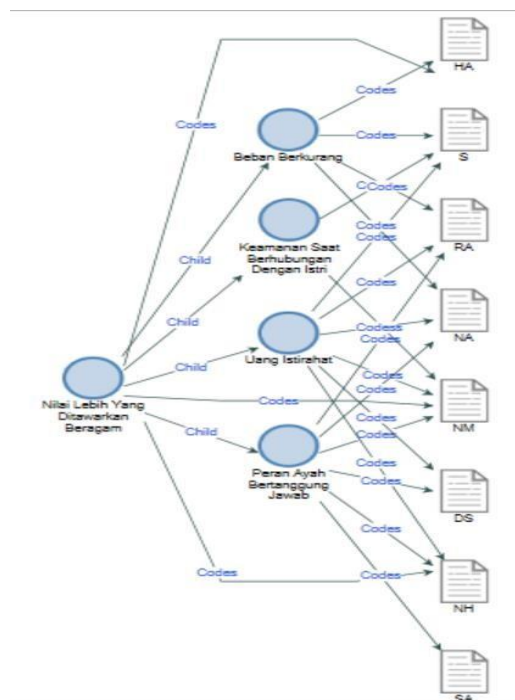 HA
Codes
Codes
Codes
Beban Berkurang
S
Codes
Keamanan Saat
Berhubungan
Dengan Istri
Codes
Codes
RA
Child
Codes
Child
Codes
Codes
NA
Uang Istirahat
Child
Codes
Nilai Lebih Yang
Ditawarkan
Beragam
Codes
Codes
NM
Child
Codes
Peran Ayah
Bertanggung
Jawab
Codes
Codes
DS
Codes
Codes
Codes
NH
SA